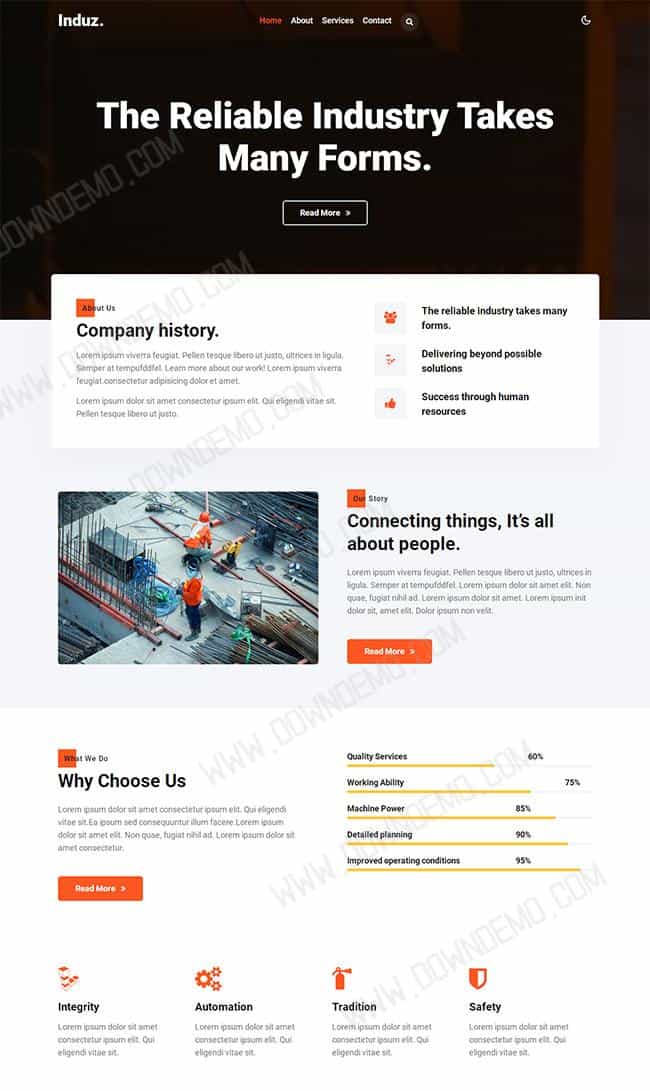 Induz.
Home About Services Contact
The Reliable Industry Takes
Many Forms.
Read More »
About Us
Company history.
Lorem ipsum viverra feugiat. Pellen tesque libero ut justo, ultrices in ligula.
Semper at tempufddfel. Learn more about our work! Lorem ipsum viverra
feugiat.consectetur adipisicing dolor et amet.
Lorem ipsum dolor sit amet consectetur ipsum elit. Qui eligendi vitae sit.
Pellen tesque libero ut justo.
The reliable industry takes many
forms.
Delivering beyond possible
solutions
Success through human
resources
Our Story
Connecting things, It’s all
about people.
Lorem ipsum viverra feugiat. Pellen tesque libero ut justo, ultrices in
ligula. Semper at tempufddfel. Lorem ipsum dolor sit amet elit. Non
quae, fugiat nihil ad. Lorem ipsum dolor sit amet. Lorem ipsum init
dolor sit, amet elit. Dolor ipsum non velit.
Read More »
What We Do
Why Choose Us
Lorem ipsum dolor sit amet consectetur ipsum elit. Qui eligendi
vitae sit.Ea ipsum sed consequuntur illum facere.Lorem ipsum
dolor sit amet elit. Non quae, fugiat nihil ad. Lorem ipsum dolor sit
amet consectetur.
Read More »
Quality Services 60%
Working Ability 75%
Machine Power 85%
Detailed planning 90%
Improved operating conditions 95%
Integrity
Lorem ipsum dolor sit amet
consectetur ipsum elit. Qui
eligendi vitae sit.
Automation
Lorem ipsum dolor sit amet
consectetur ipsum elit. Qui
eligendi vitae sit.
Tradition
Lorem ipsum dolor sit amet
consectetur ipsum elit. Qui
eligendi vitae sit.
Safety
Lorem ipsum dolor sit amet
consectetur ipsum elit. Qui
eligendi vitae sit.
WWW.DOWNDEMO.COM